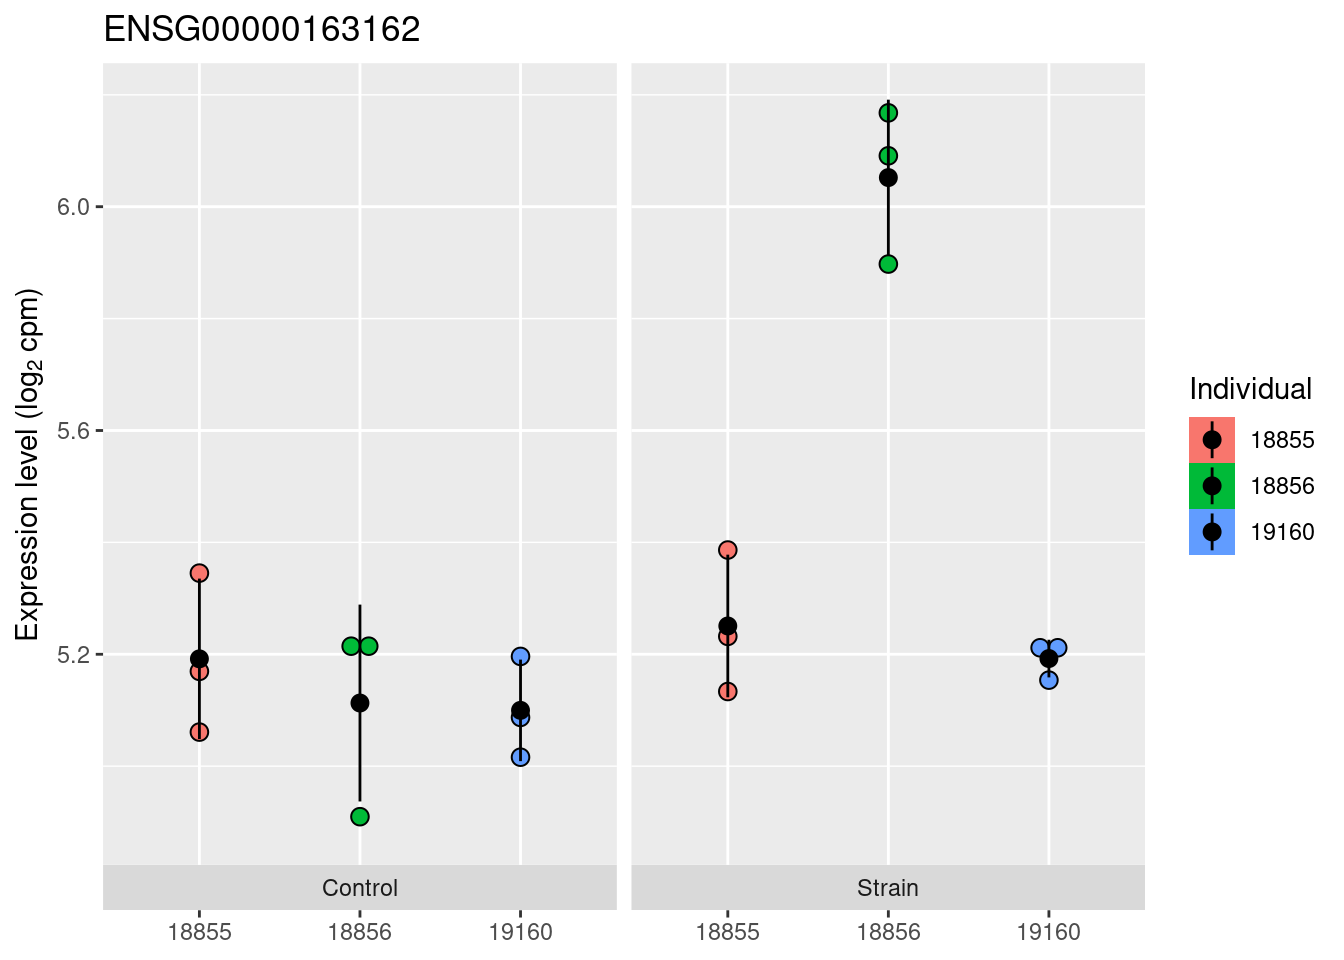 ENSG00000163162
Expression level (log₂ cpm)
6.0
5.6
5.2
Control
Strain
18855
18856
19160
18855
18856
19160
Individual
18855
18856
19160